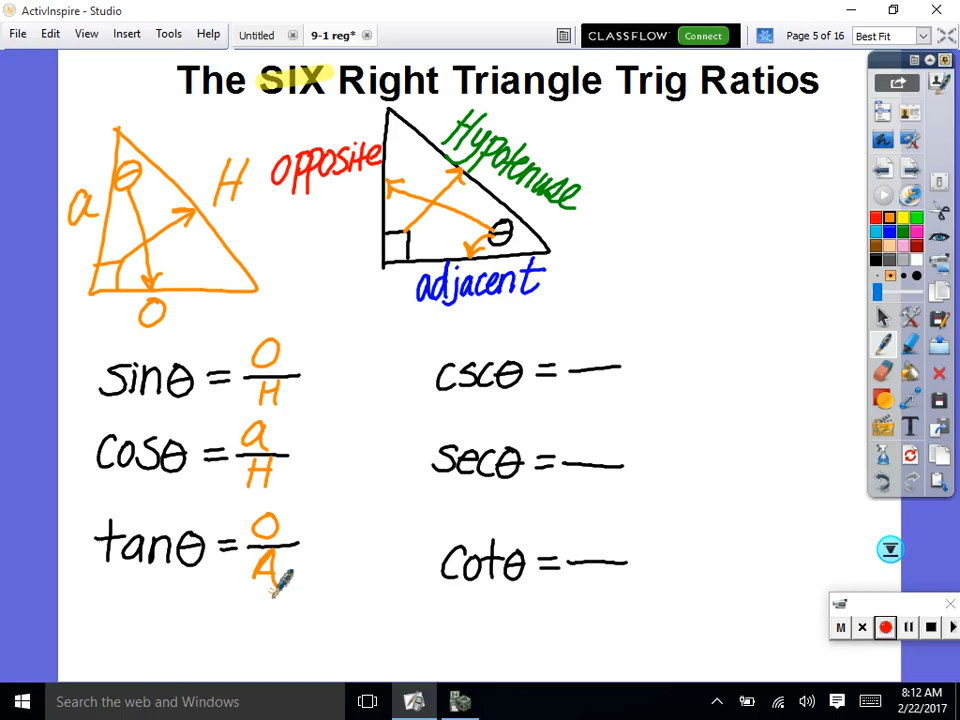 ActivInspire - Studio
File Edit View Insert Tools Help Untitled 9-1 reg* CLASSFLOW Connect Page 5 of 16 Best Fit
The SIX Right Triangle Trig Ratios
θ a H O
opposite Hypotenuse θ adjacent
sinθ = O/H
cscθ = —
cosθ = a/H
secθ = —
tanθ = O/A
cotθ = —
T
M
Search the web and Windows
8:12 AM
2/22/2017